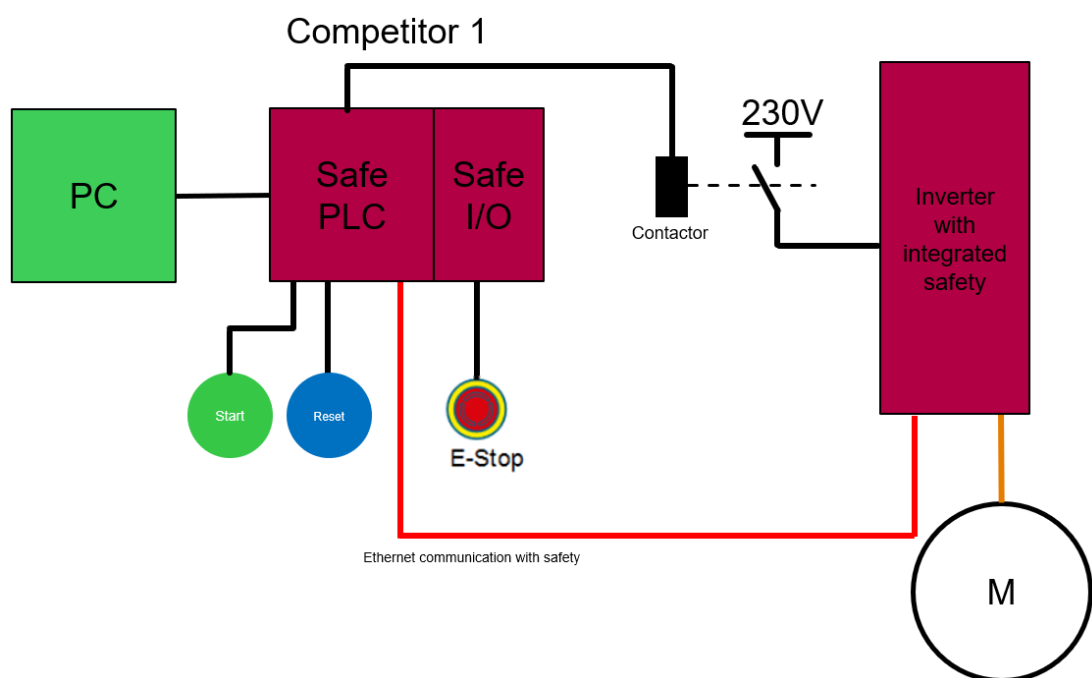 Competitor 1
PC
Safe
PLC
Safe
I/O
230V
Contactor
Inverter
with
integrated
safety
Start
Reset
E-Stop
Ethernet communication with safety
M